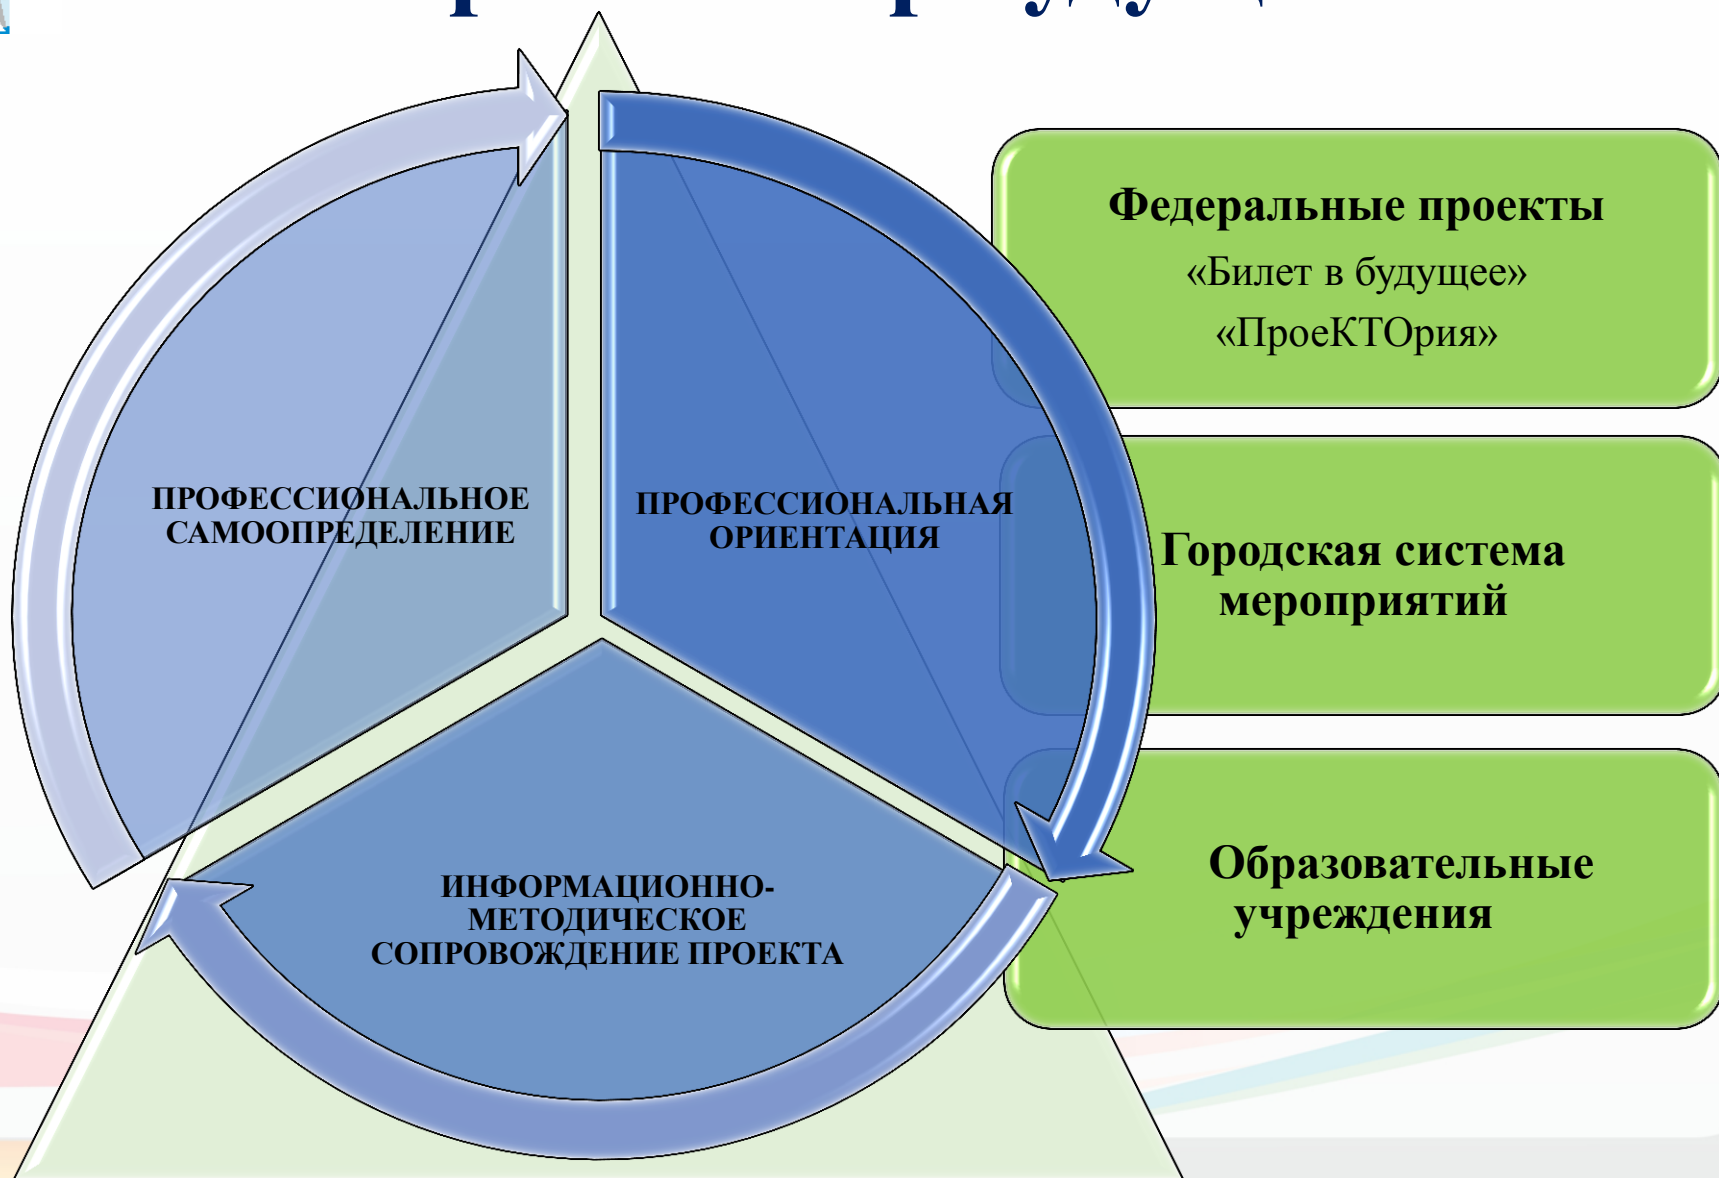 ПРОФЕССИОНАЛЬНОЕ
САМООПРЕДЕЛЕНИЕ
ПРОФЕССИОНАЛЬНАЯ
ОРИЕНТАЦИЯ
ИНФОРМАЦИОННО-
МЕТОДИЧЕСКОЕ
СОПРОВОЖДЕНИЕ ПРОЕКТА
Федеральные проекты
«Билет в будущее»
«ПроеКТОрия»
Городская система
мероприятий
Образовательные
учреждения